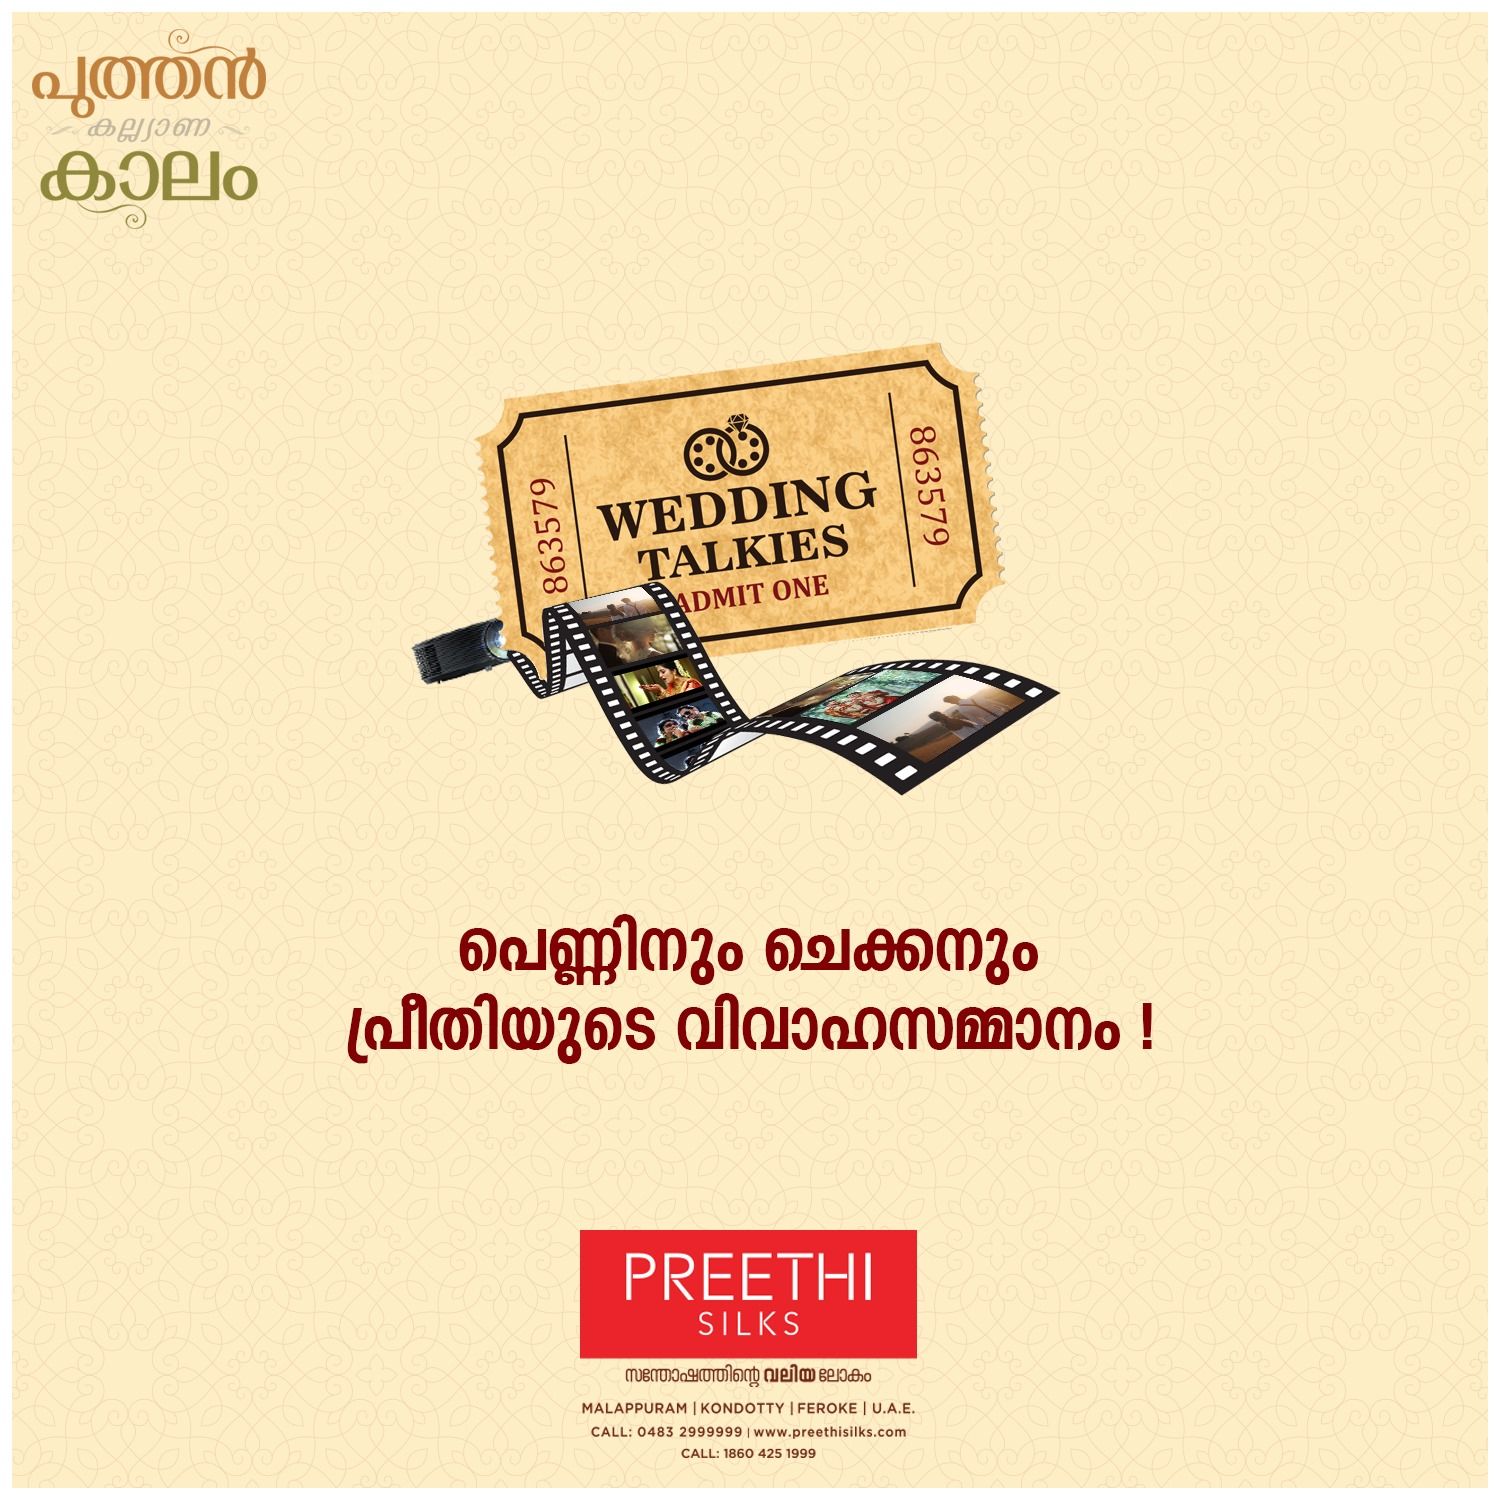 പുത്തൻ
കല്ല്യാണ
കാലം
863579
WEDDING
TALKIES
ADMIT ONE
863579
പെണ്ണിനും ചെക്കനും
പ്രീതിയുടെ വിവാഹസമ്മാനം !
PREETHI
SILKS
സന്തോഷത്തിന്റെ വലിയ ലോകം
MALAPPURAM | KONDOTTY | FEROKE | U.A.E.
CALL: 0483 2999999 | www.preethisilks.com
CALL: 1860 425 1999